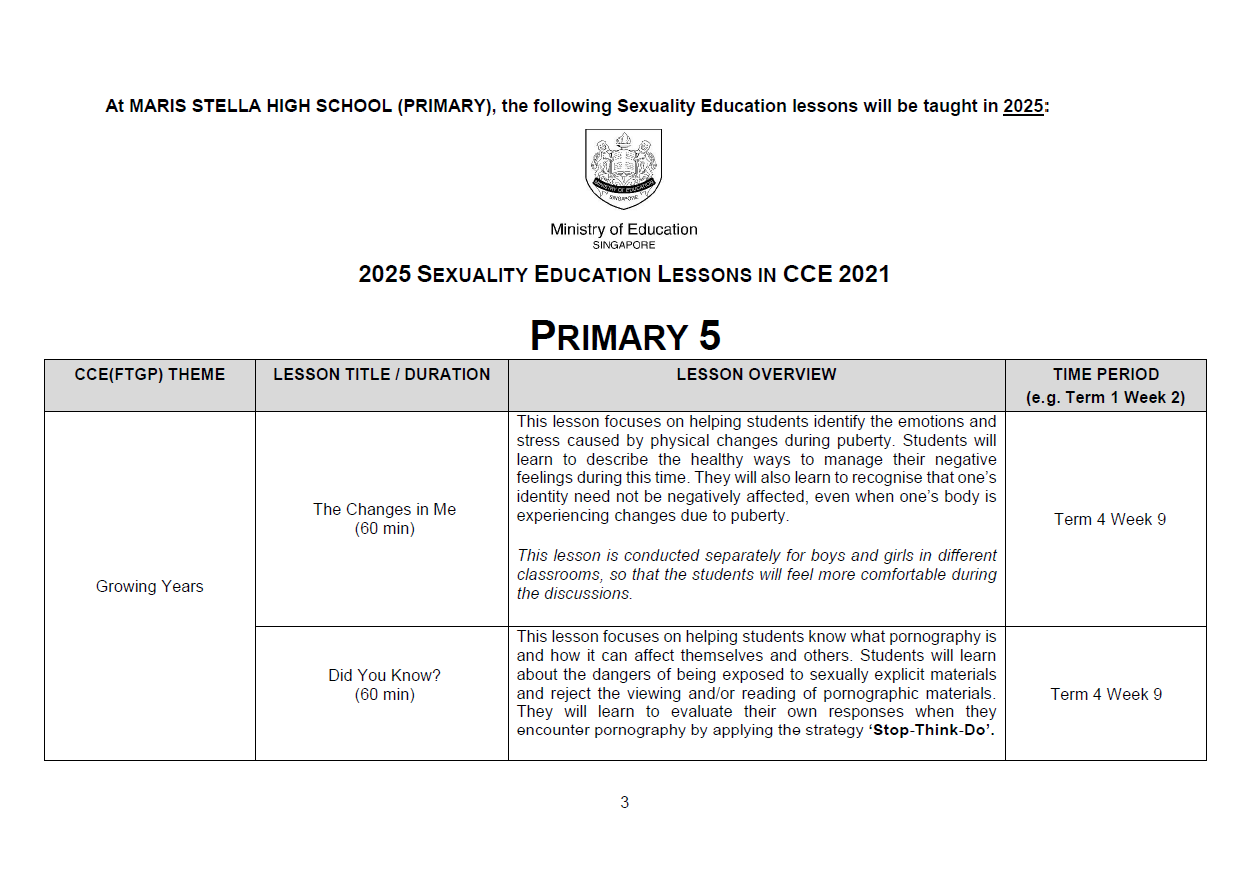 At MARIS STELLA HIGH SCHOOL (PRIMARY), the following Sexuality Education lessons will be taught in 2025:
MINISTRY OF EDUCATION
SINGAPORE
Ministry of Education
SINGAPORE
2025 SEXUALITY EDUCATION LESSONS IN CCE 2021
PRIMARY 5
CCE(FTGP) THEME
LESSON TITLE / DURATION
LESSON OVERVIEW
TIME PERIOD
(e.g. Term 1 Week 2)
Growing Years
The Changes in Me
(60 min)
This lesson focuses on helping students identify the emotions and
stress caused by physical changes during puberty. Students will
learn to describe the healthy ways to manage their negative
feelings during this time. They will also learn to recognise that one’s
identity need not be negatively affected, even when one’s body is
experiencing changes due to puberty.
This lesson is conducted separately for boys and girls in different
classrooms, so that the students will feel more comfortable during
the discussions.
Term 4 Week 9
Did You Know?
(60 min)
This lesson focuses on helping students know what pornography is
and how it can affect themselves and others. Students will learn
about the dangers of being exposed to sexually explicit materials
and reject the viewing and/or reading of pornographic materials.
They will learn to evaluate their own responses when they
encounter pornography by applying the strategy ‘Stop-Think-Do’.
Term 4 Week 9
3